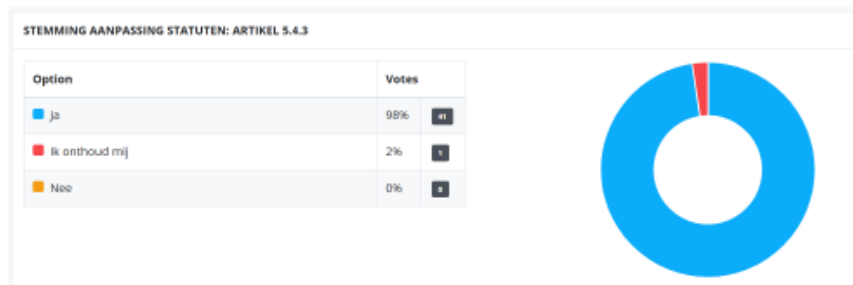 STEMMING AANPASSING STATUTEN: ARTIKEL 5.4.3
Option Votes
Ja 98% 41
Ik onthoud mij 2% 1
Nee 0% 0